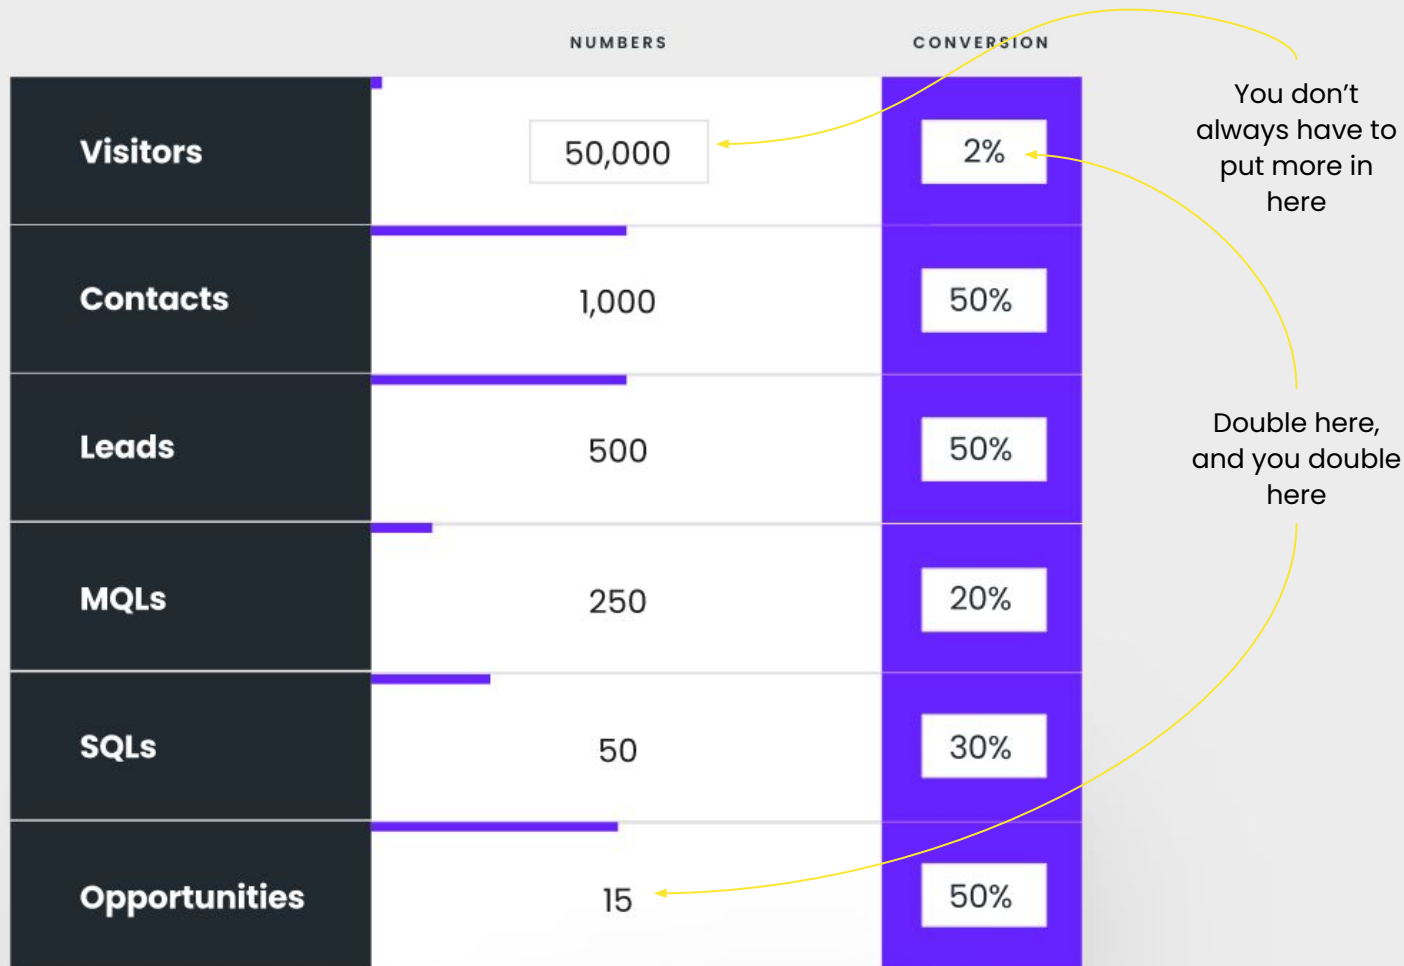 NUMBERS CONVERSION
Visitors 50,000 2%
Contacts 1,000 50%
Leads 500 50%
MQLs 250 20%
SQLs 50 30%
Opportunities 15 50%
You don’t
always have to
put more in
here
Double here,
and you double
here